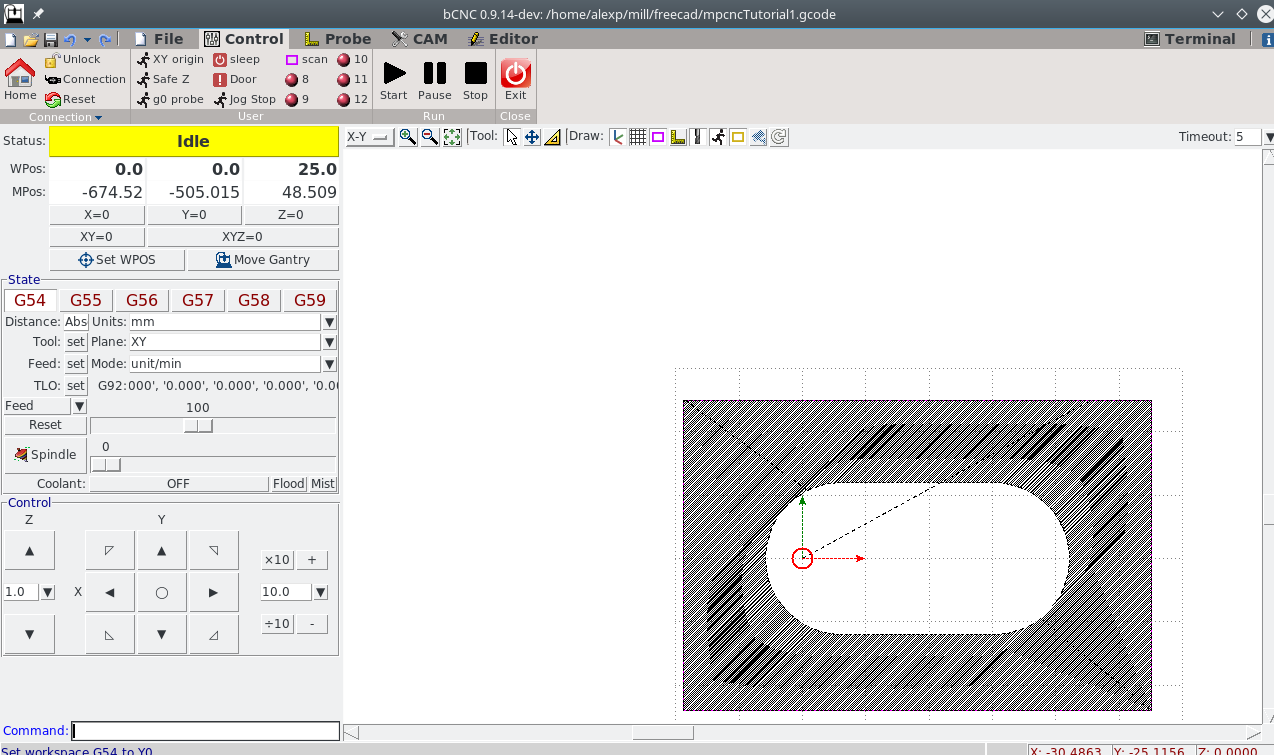 bCNC 0.9.14-dev: /home/alexp/mill/freecad/mpcncTutorial1.gcode
File Control Probe CAM Editor Terminal
Home Unlock XY origin sleep scan 10
Connection Safe Z Door 8 11
Reset g0 probe Jog Stop 9 12
Start Pause Stop Exit
Connection User Run Close
Status: Idle
X-Y Tool: Draw: Timeout: 5
WPos: 0.0 0.0 25.0
MPos: -674.52 -505.015 48.509
X=0 Y=0 Z=0
XY=0 XYZ=0
Set WPOS Move Gantry
State
G54 G55 G56 G57 G58 G59
Distance: Abs Units: mm
Tool: set Plane: XY
Feed: set Mode: unit/min
TLO: set G92:000', '0.000', '0.000', '0.000', '0.00
Feed 100
Reset
Spindle 0
Coolant: OFF Flood Mist
Control
Z Y
×10 +
1.0 X 10.0
÷10 -
Command:
Set workspace G54 to Y0 X: -30.4863 Y: -25.1156 Z: 0.0000